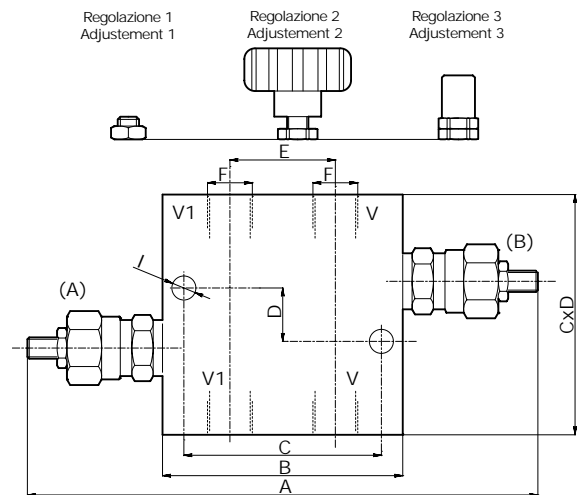 Regolazione 1
Adjustement 1
Regolazione 2
Adjustement 2
Regolazione 3
Adjustement 3
E
F
F
V1
V
(B)
I
(A)
D
CxD
V1
V
C
B
A